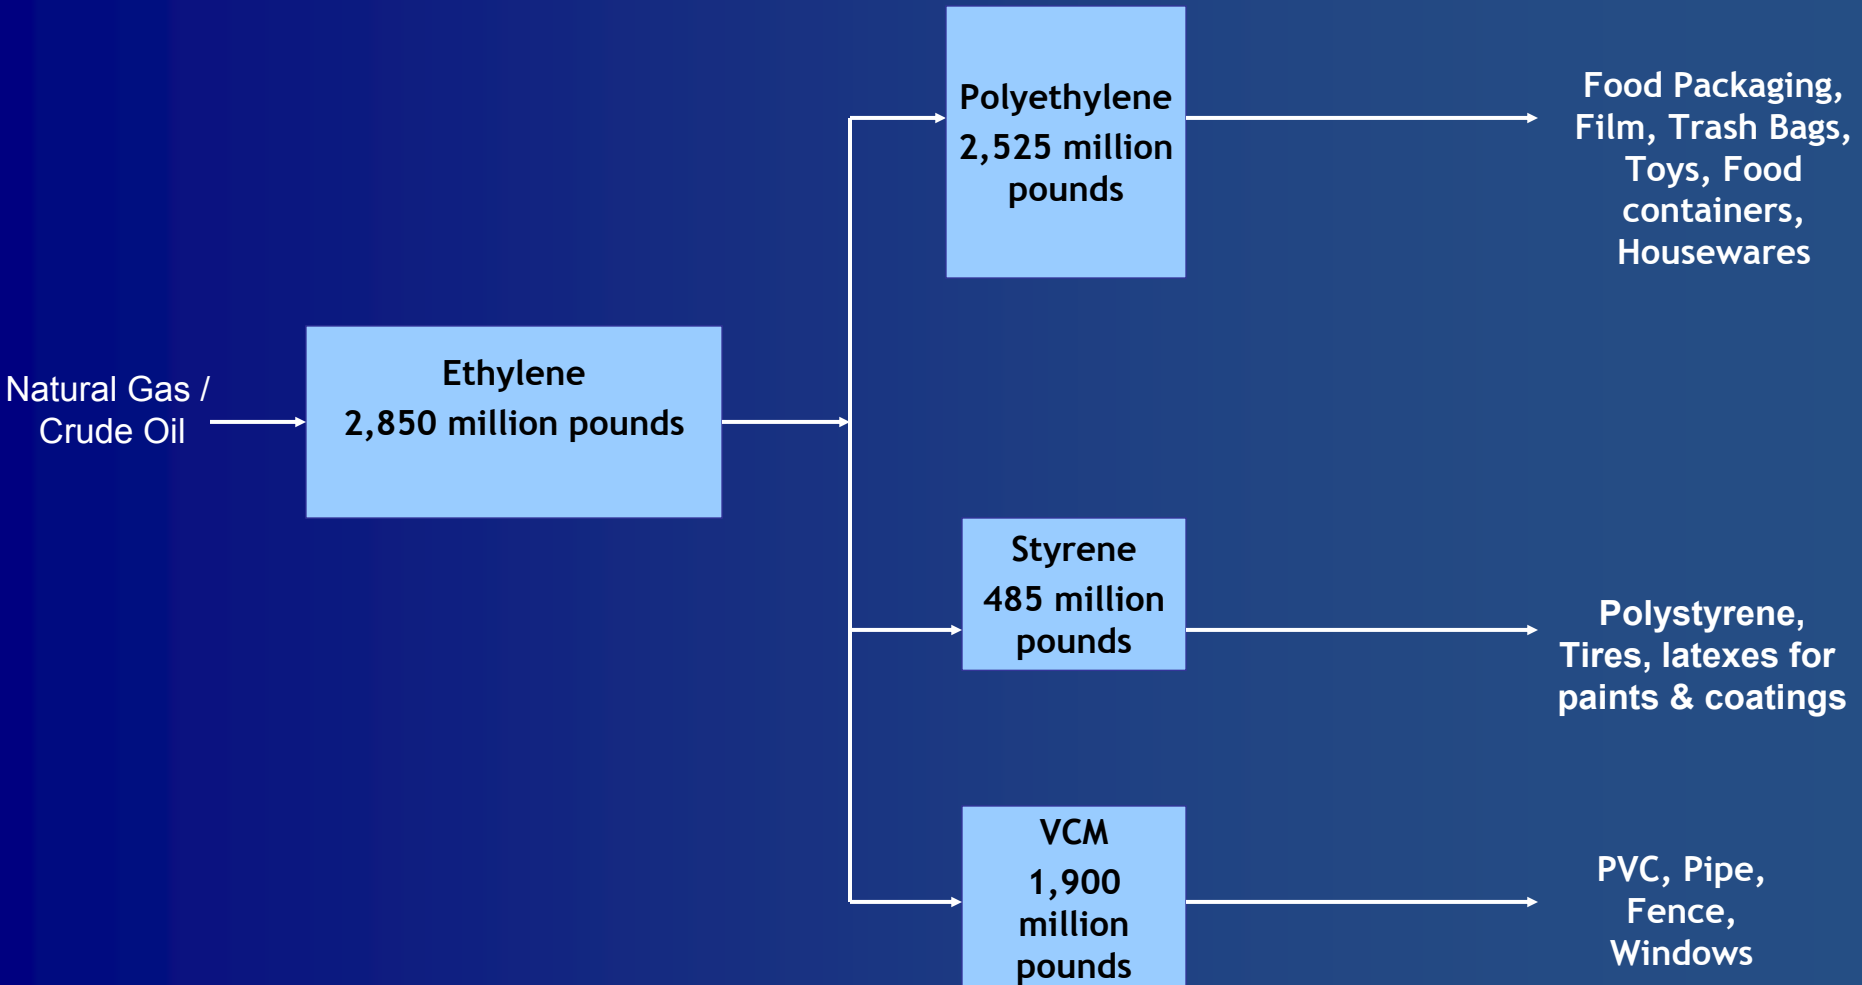 Natural Gas /
Crude Oil
Ethylene
2,850 million pounds
Polyethylene
2,525 million
pounds
Food Packaging,
Film, Trash Bags,
Toys, Food
containers,
Housewares
Styrene
485 million
pounds
Polystyrene,
Tires, latexes for
paints & coatings
VCM
1,900
million
pounds
PVC, Pipe,
Fence,
Windows